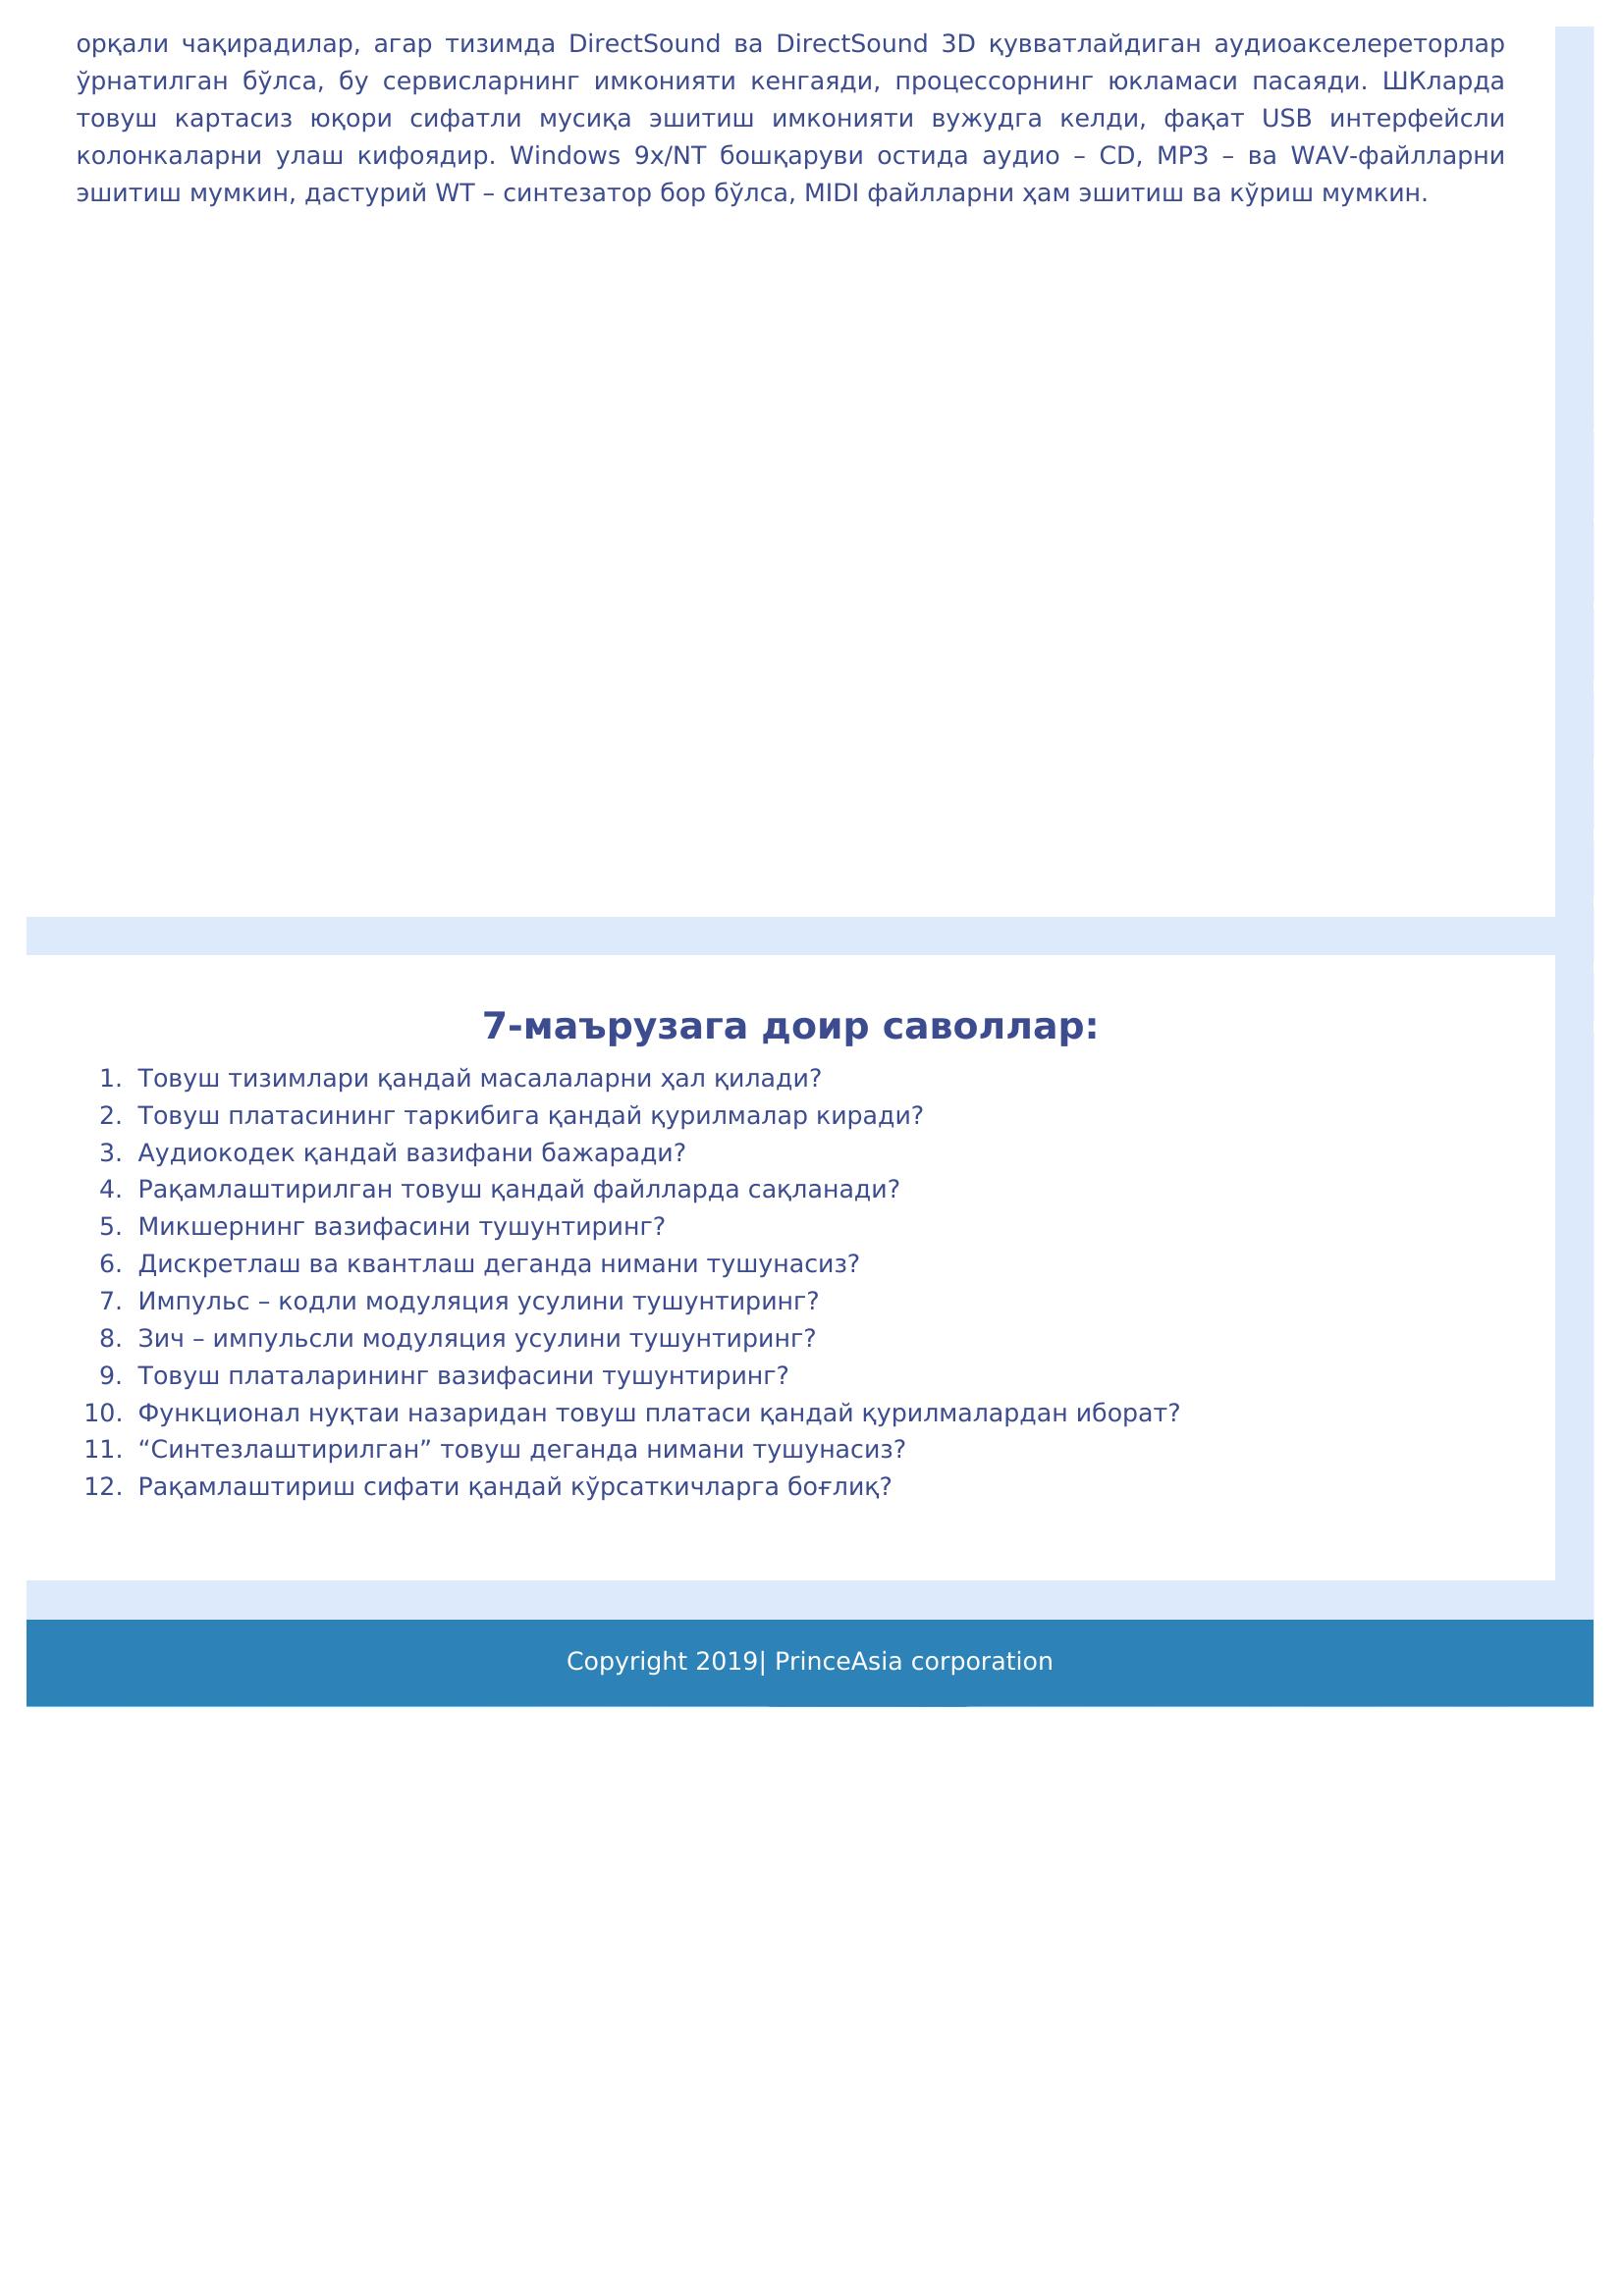 орқали чақирадилар, агар тизимда DirectSound ва DirectSound 3D қувватлайдиган аудиоакселереторлар
ўрнатилган бўлса, бу сервисларнинг имконияти кенгаяди, процессорнинг юкламаси пасаяди. ШКларда
товуш картасиз юқори сифатли мусиқа эшитиш имконияти вужудга келди, фақат USB интерфейсли
колонкаларни улаш кифоядир. Windows 9x/NT бошқаруви остида аудио – CD, MP3 – ва WAV-файлларни
эшитиш мумкин, дастурий WT – синтезатор бор бўлса, MIDI файлларни ҳам эшитиш ва кўриш мумкин.
7-маърузага доир саволлар:
1. Товуш тизимлари қандай масалаларни ҳал қилади?
2. Товуш платасининг таркибига қандай қурилмалар киради?
3. Аудиокодек қандай вазифани бажаради?
4. Рақамлаштирилган товуш қандай файлларда сақланади?
5. Микшернинг вазифасини тушунтиринг?
6. Дискретлаш ва квантлаш деганда нимани тушунасиз?
7. Импульс – кодли модуляция усулини тушунтиринг?
8. Зич – импульсли модуляция усулини тушунтиринг?
9. Товуш платаларининг вазифасини тушунтиринг?
10. Функционал нуқтаи назаридан товуш платаси қандай қурилмалардан иборат?
11. “Синтезлаштирилган” товуш деганда нимани тушунасиз?
12. Рақамлаштириш сифати қандай кўрсаткичларга боғлиқ?
Copyright 2019| PrinceAsia corporation